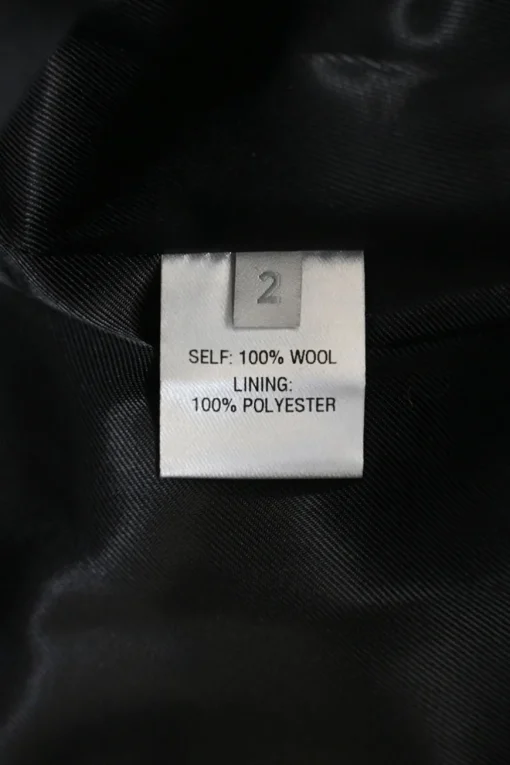 2
SELF: 100% WOOL
LINING:
100% POLYESTER